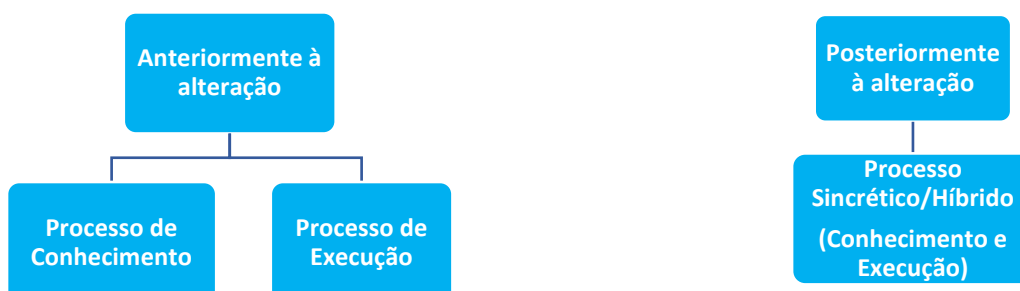 Anteriormente à
alteração
Processo de
Conhecimento
Processo de
Execução
Posteriormente
à alteração
Processo
Sincrético/Híbrido
(Conhecimento e
Execução)